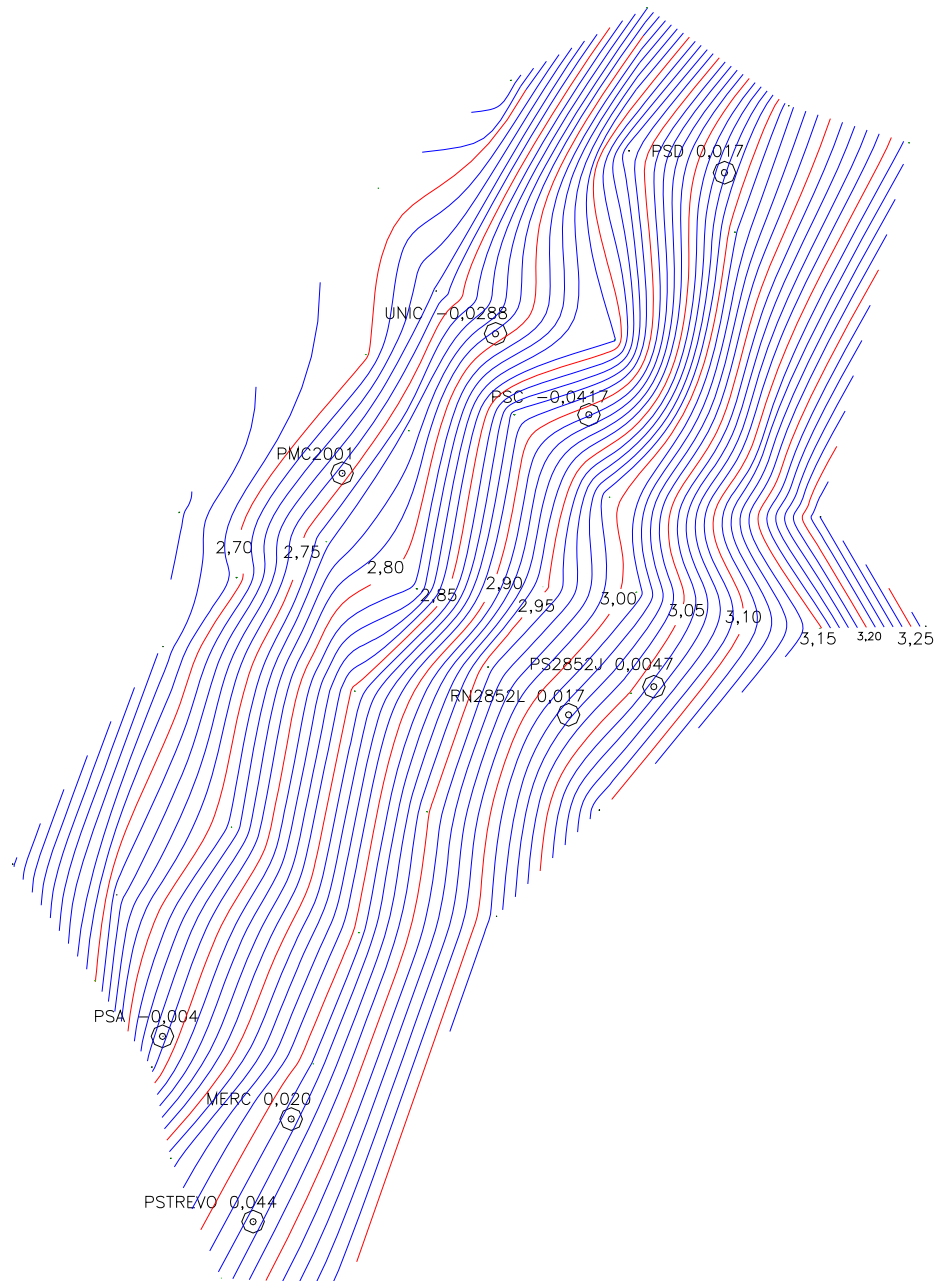 PSD 0,017
UNIC -0,0288
PSC -0,0417
PMC2001
2,70
2,75
2,80
2,85
2,90
2,95
3,00
3,05
3,10
3,15
3,20
3,25
PS2852J 0,0047
RN2852L 0,017
PSA -0,004
MERC 0,020
PSTREVO 0,044